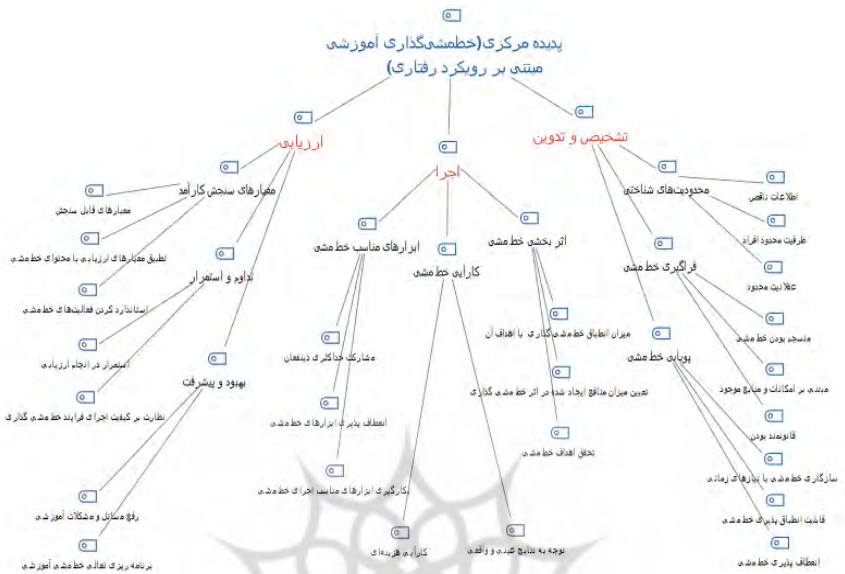 پدیده مرکزی(خطمشی‌گذاری آموزشی
مبتنی بر رویکرد رفتاری)
تشخیص و تدوین
محدودیت‌های شناختی
اطلاعات ناقص
ظرفیت محدود افراد
عقلانیت محدود
فراگیری خط مشی
منسجم بودن خط مشی
مبتنی بر امکانات و منابع موجود
قانونمند بودن
پویایی خط مشی
سازگاری خط مشی با نیازهای زمانی
قابلیت انطباق پذیری خط مشی
انعطاف پذیری خط مشی
اجرا
اثر بخشی خط مشی
میزان انطباق خط مشی گذاری با اهداف آن
تعیین میزان منافع ایجاد شده در اثر خط مشی گذاری
تحقق اهداف خط مشی
کارآیی خط مشی
توجه به نتایج عینی و واقعی
کارآیی هزینه‌ای
ابزارهای مناسب خط مشی
مشارکت حداکثری ذینفعان
انعطاف پذیری ابزارهای خط مشی
بکارگیری ابزارهای مناسب اجرای خط مشی
ارزیابی
معیارهای سنجش کارآمد
معیارهای قابل سنجش
تطبیق معیارهای ارزیابی با محتوای خط مشی
استاندارد کردن فعالیت‌های خط مشی
تداوم و استمرار
استمرار در انجام ارزیابی
نظارت بر کیفیت اجرای فرایند خط مشی گذاری
بهبود و پیشرفت
رفع مسائل و مشکلات آموزشی
برنامه ریزی تعالی خط مشی آموزشی